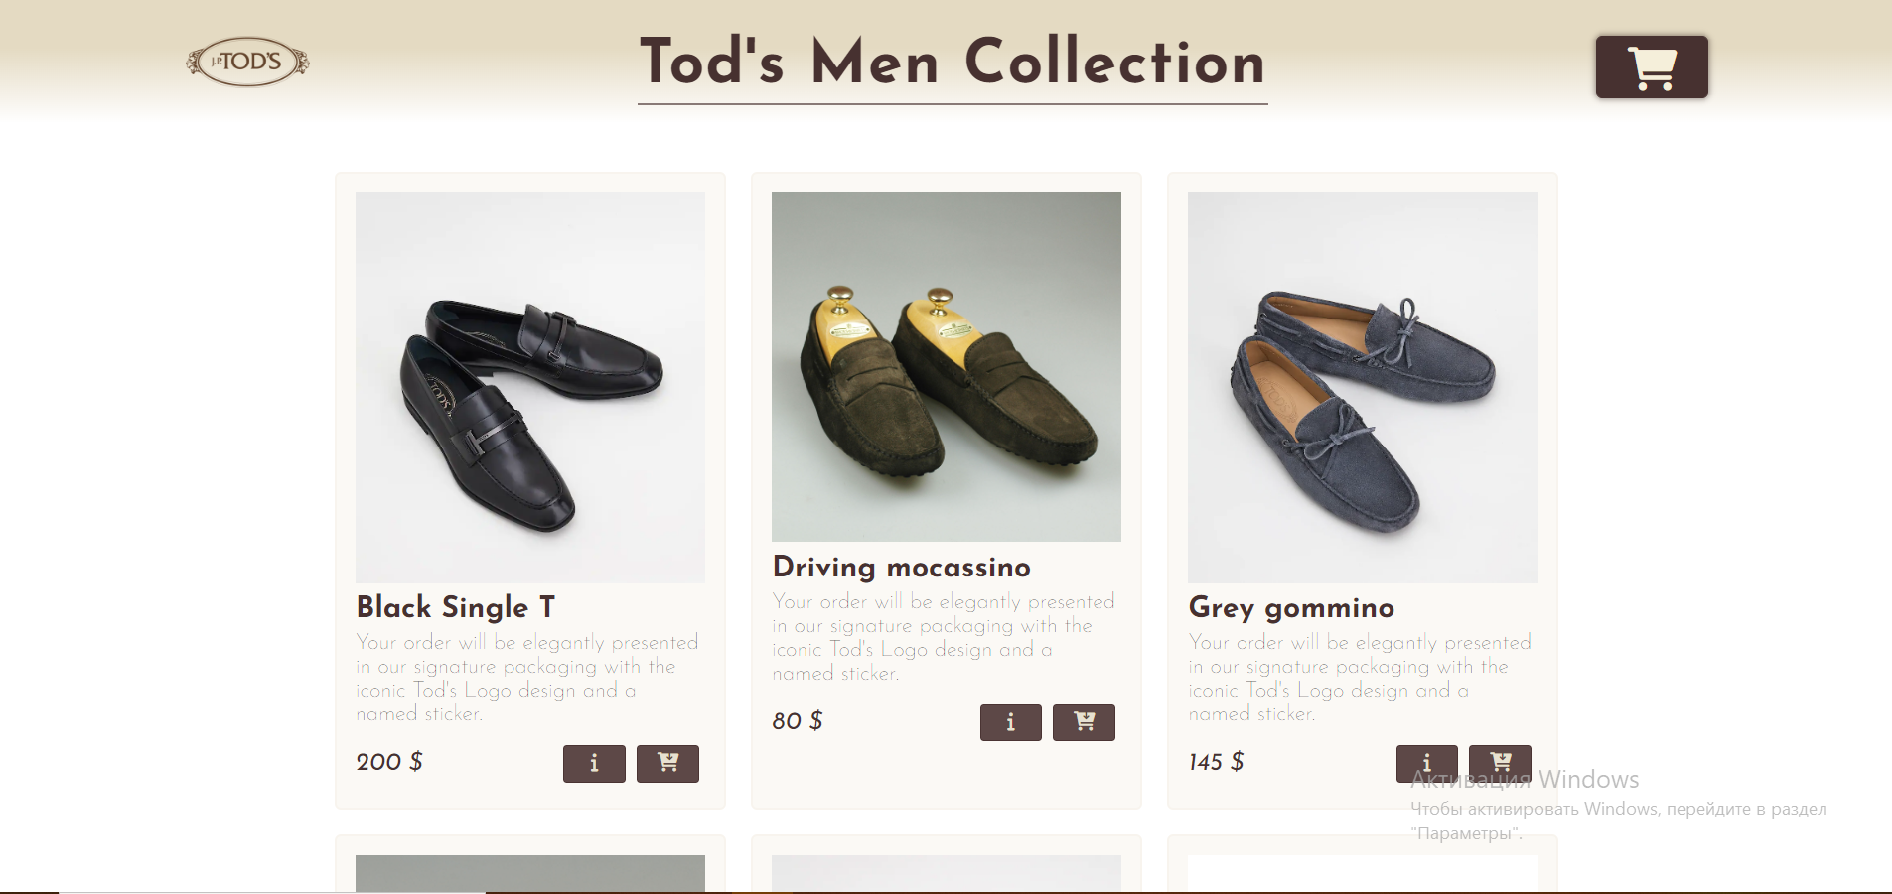 J.P. TOD'S
Tod's Men Collection
TOD'S
Black Single T
Your order will be elegantly presented
in our signature packaging with the
iconic Tod's Logo design and a
named sticker.
200 $
i
Driving mocassino
Your order will be elegantly presented
in our signature packaging with the
iconic Tod's Logo design and a
named sticker.
80 $
i
Grey gommino
Your order will be elegantly presented
in our signature packaging with the
iconic Tod's Logo design and a
named sticker.
145 $
i
Активация Windows
Чтобы активировать Windows, перейдите в раздел
"Параметры".